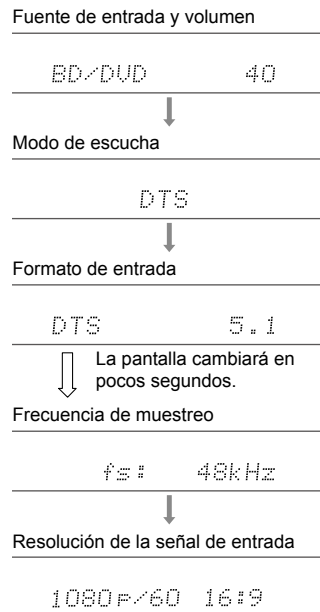 Fuente de entrada y volumen
BD/DVD 40
Modo de escucha
DTS
Formato de entrada
DTS 5.1
La pantalla cambiará en
pocos segundos.
Frecuencia de muestreo
fs: 48kHz
Resolución de la señal de entrada
1080p/60 16:9